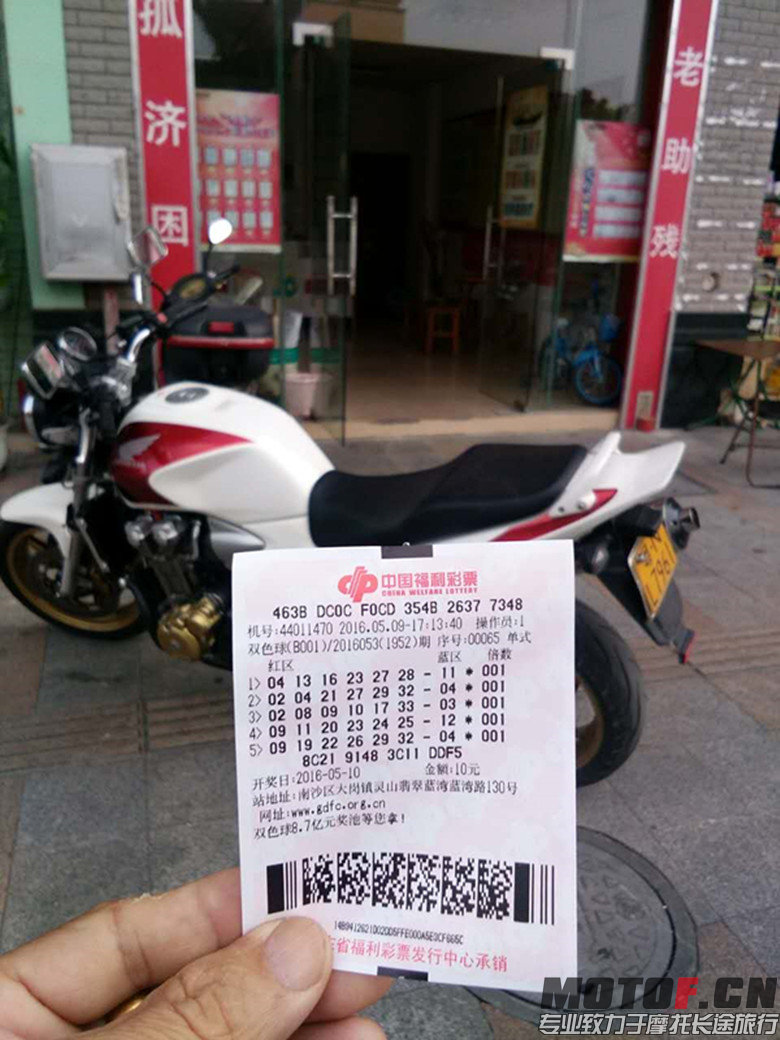 孤
济
困
老
助
残
中国福利彩票
CHINA WELFARE LOTTERY
463B DC0C F0CD 354B 2637 7348
机号:44011470 2016.05.09-17:13:40 操作员:1
双色球(B001)/2016053(1952)期 序号:00065 单式
红区 蓝区 倍数
1> 04 13 16 23 27 28 - 11 * 001
2> 02 04 21 27 29 32 - 04 * 001
3> 02 08 09 10 17 33 - 03 * 001
4> 09 11 20 23 24 25 - 12 * 001
5> 09 19 22 26 29 32 - 04 * 001
8C21 9148 3C11 DDF5
开奖日:2016-05-10 金额:10元
站地址:南沙区大岗镇灵山翡翠蓝湾蓝湾路130号
网址:www.gdfc.org.cn
双色球8.7亿元奖池等您拿!
省福利彩票发行中心承销
MOTOF.CN
专业致力于摩托长途旅行